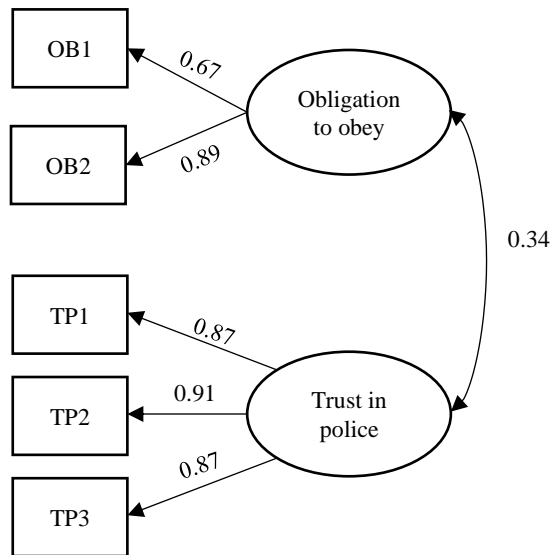 OB1
0.67
Obligation
to obey
OB2
0.89
0.34
TP1
0.87
TP2
0.91
Trust in
police
TP3
0.87